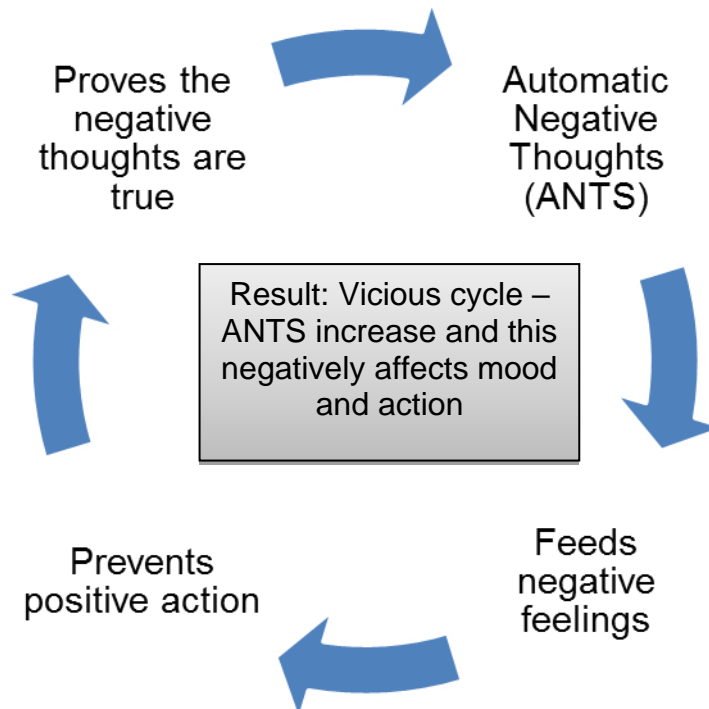 Proves the
negative
thoughts are
true
Automatic
Negative
Thoughts
(ANTS)
Result: Vicious cycle –
ANTS increase and this
negatively affects mood
and action
Feeds
negative
feelings
Prevents
positive action